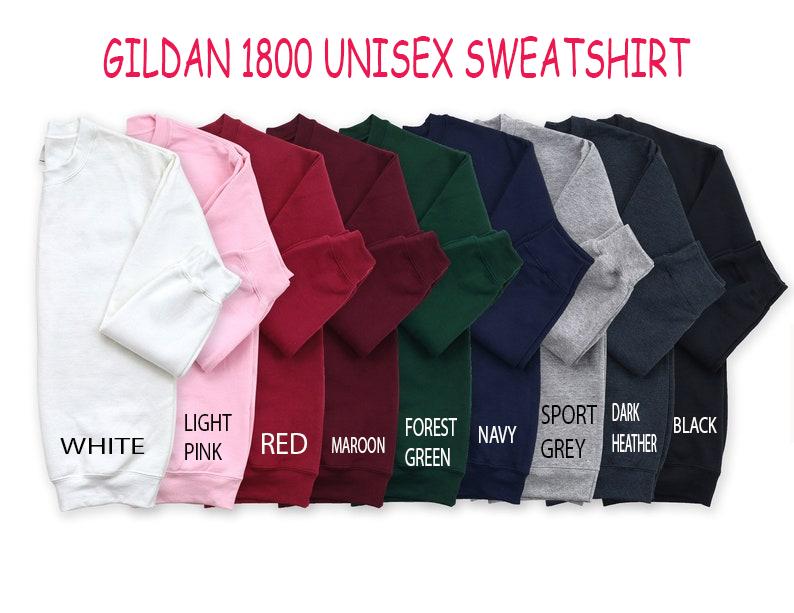 GILDAN 1800 UNISEX SWEATSHIRT
WHITE
LIGHT
PINK
RED
MAROON
FOREST
GREEN
NAVY
SPORT
GREY
DARK
HEATHER
BLACK